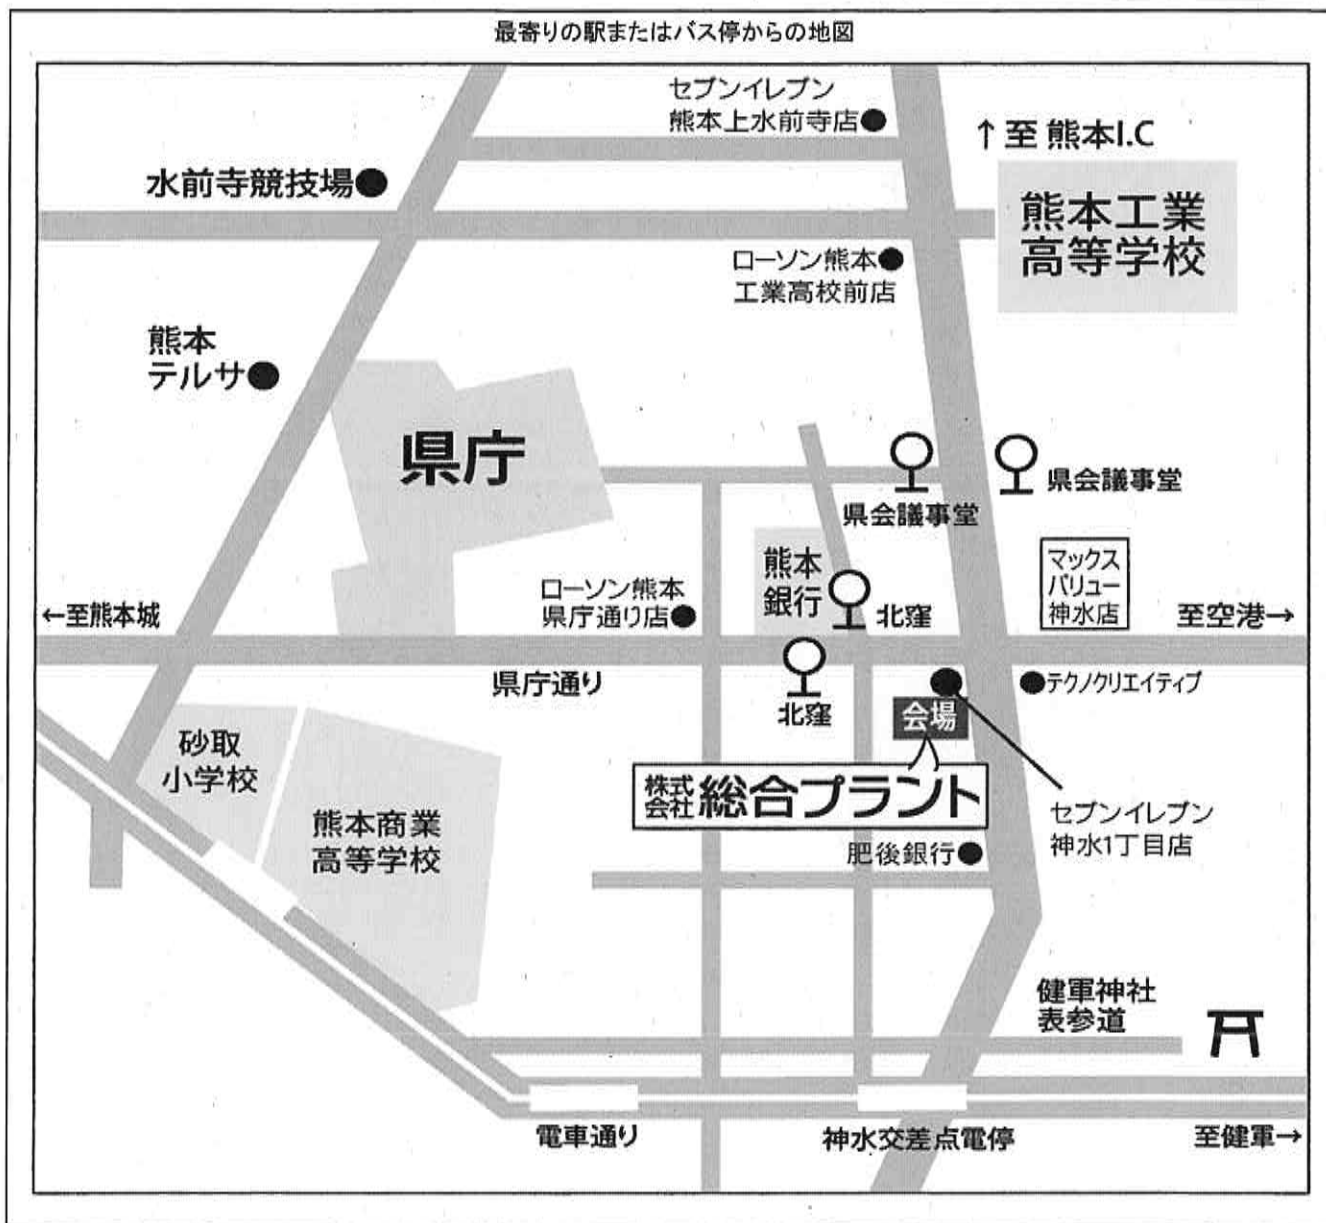 最寄りの駅またはバス停からの地図
セブンイレブン
熊本上水前寺店
↑至 熊本I.C
水前寺競技場
熊本工業
高等学校
ローソン熊本
工業高校前店
熊本
テルサ
県庁
県会議事堂
県会議事堂
熊本
銀行
マックス
バリュー
神水店
ローソン熊本
県庁通り店
北窪
←至熊本城
至空港→
県庁通り
北窪
テクノクリエイティブ
会場
砂取
小学校
株式
会社
総合プラント
セブンイレブン
神水1丁目店
熊本商業
高等学校
肥後銀行
健軍神社
表参道
電車通り
神水交差点電停
至健軍→